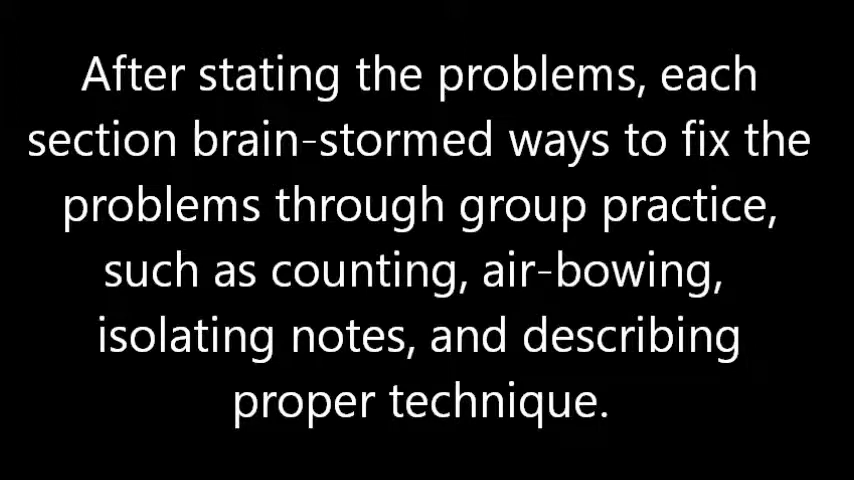 After stating the problems, each
section brain-stormed ways to fix the
problems through group practice,
such as counting, air-bowing,
isolating notes, and describing
proper technique.